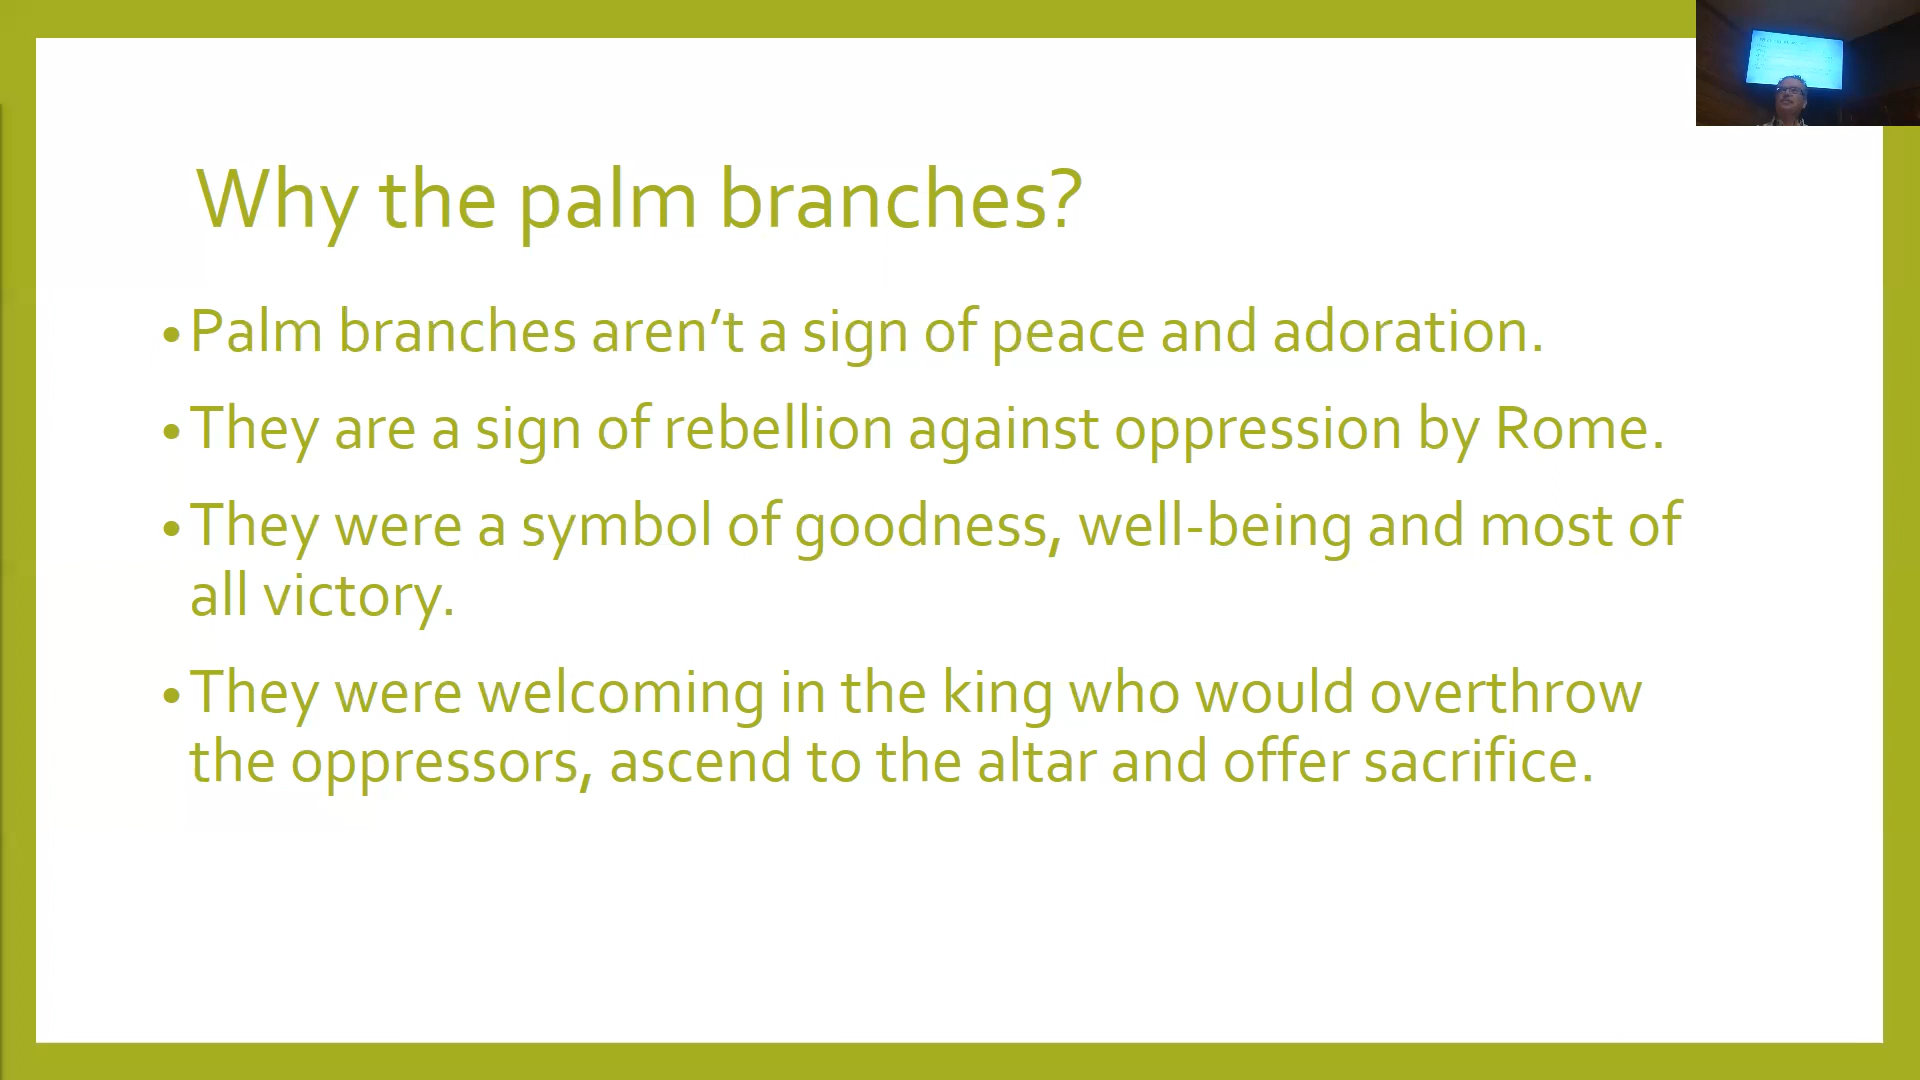 Why the palm branches?
•Palm branches aren’t a sign of peace and adoration.
•They are a sign of rebellion against oppression by Rome.
•They were a symbol of goodness, well-being and most of
all victory.
•They were welcoming in the king who would overthrow
the oppressors, ascend to the altar and offer sacrifice.